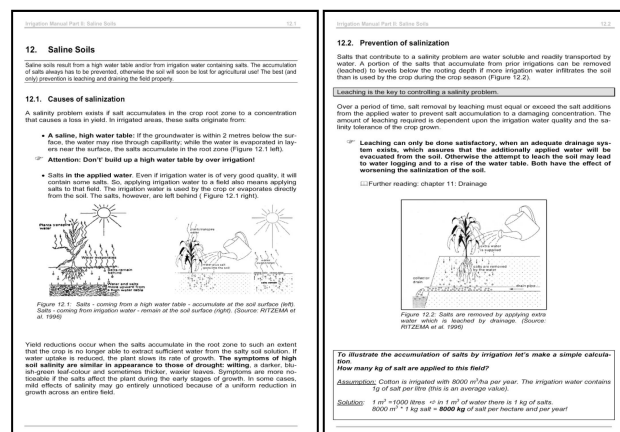 Irrigation Manual Part II: Saline Soils 12.1
12. Saline Soils
Saline soils result from a high water table and/or from irrigation water containing salts. The accumulation
of salts always has to be prevented, otherwise the soil will soon be lost for agricultural use! The best (and
only) prevention is leaching and draining the field properly.
12.1. Causes of salinization
A salinity problem exists if salt accumulates in the crop root zone to a concentration
that causes a loss in yield. In irrigated areas, these salts originate from:
• A saline, high water table: If the groundwater is within 2 metres below the sur-
face, the water may rise through capillarity; while the water is evaporated in lay-
ers near the surface, the salts accumulate in the root zone (Figure 12.1 left).
☞ Attention: Don't' build up a high water table by over irrigation!
• Salts in the applied water. Even if irrigation water is of very good quality, it will
contain some salts. So, applying irrigation water to a field also means applying
salts to that field. The irrigation water is used by the crop or evaporates directly
from the soil. The salts, however, are left behind ( Figure 12.1 right).
Plants transpire
water
Salts remain
behind
Water and salts
move upward from
a high water table
Figure 12.1: Salts - coming from a high water table - accumulate at the soil surface (left).
Salts - coming from irrigation water - remain at the soil surface (right). (Source: RITZEMA et
al. 1996)
Yield reductions occur when the salts accumulate in the root zone to such an extent
that the crop is no longer able to extract sufficient water from the salty soil solution. If
water uptake is reduced, the plant slows its rate of growth. The symptoms of high
soil salinity are similar in appearance to those of drought: wilting, a darker, blu-
ish-green leaf-colour and sometimes thicker, waxier leaves. Symptoms are more no-
ticeable if the salts affect the plant during the early stages of growth. In some cases,
mild effects of salinity may go entirely unnoticed because of a uniform reduction in
growth across an entire field.
Irrigation Manual Part II: Saline Soils 12.2
12.2. Prevention of salinization
Salts that contribute to a salinity problem are water soluble and readily transported by
water. A portion of the salts that accumulate from prior irrigations can be removed
(leached) to levels below the rooting depth if more irrigation water infiltrates the soil
than is used by the crop during the crop season (Figure 12.2).
Leaching is the key to controlling a salinity problem.
Over a period of time, salt removal by leaching must equal or exceed the salt additions
from the applied water to prevent salt accumulation to a damaging concentration. The
amount of leaching required is dependent upon the irrigation water quality and the sa-
linity tolerance of the crop grown.
☞ Leaching can only be done satisfactory, when an adequate drainage sys-
tem exists, which assures that the additionally applied water will be
evacuated from the soil. Otherwise the attempt to leach the soil may lead
to water logging and to a rise of the water table. Both have the effect of
worsening the salinization of the soil.
🕮Further reading: chapter 11: Drainage
extra water
is supplied
salts are removed
by the water
collector
drain
drain pipe
Figure 12.2: Salts are removed by applying extra
water which is leached by drainage. (Source:
RITZEMA et al. 1996)
To illustrate the accumulation of salts by irrigation let's make a simple calcula-
tion.
How many kg of salt are applied to this field?
Assumption: Cotton is irrigated with 8000 m³/ha per year. The irrigation water contains
1g of salt per litre (this is an average value).
Solution: 1 m³ =1000 litres ⇨ in 1 m³ of water there is 1 kg of salts.
8000 m³ * 1 kg salt = 8000 kg of salt per hectare and per year!